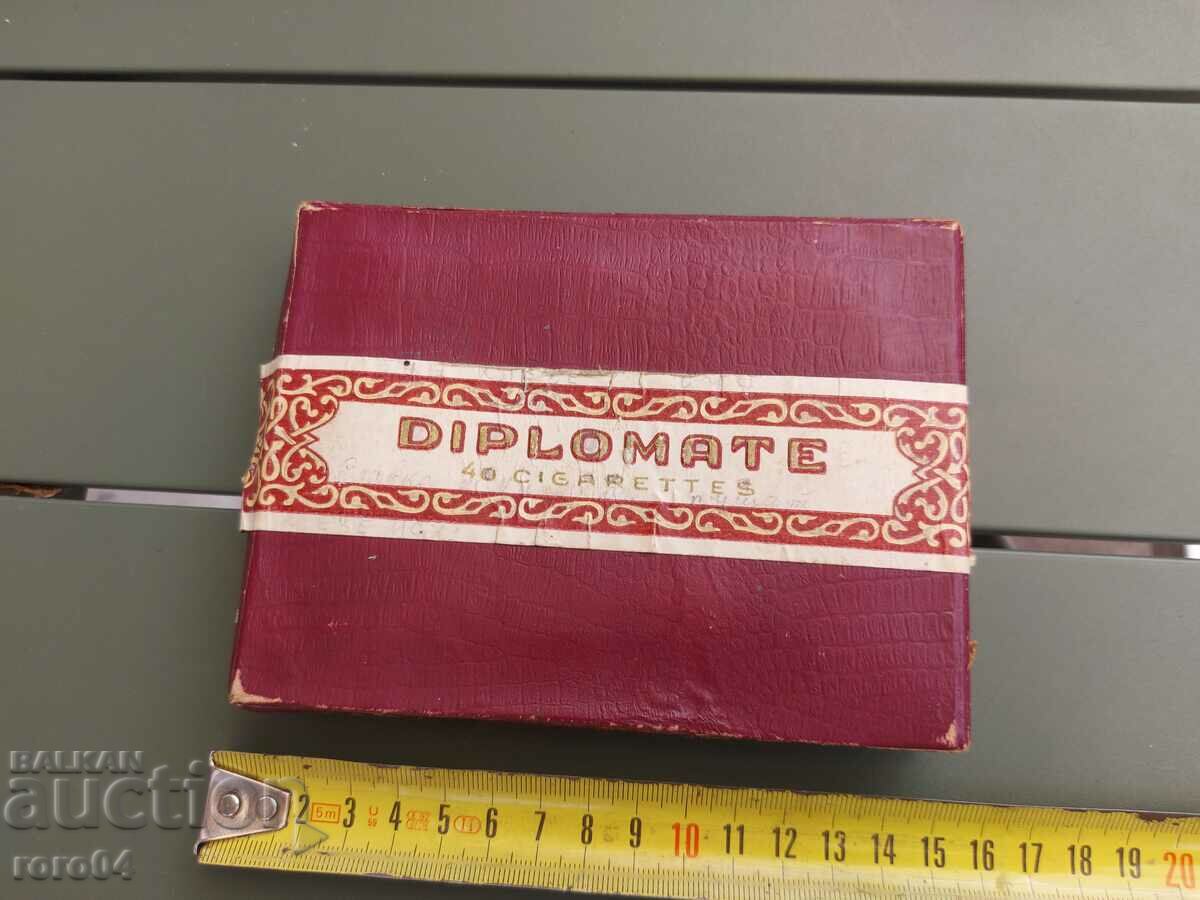 DIPLOMATE
40 CIGARETTES
BALKAN
auction
roro04
2 5m 3 4 5 II 6 7 8 9 10 11 12 13 14 15 16 17 18 19 20